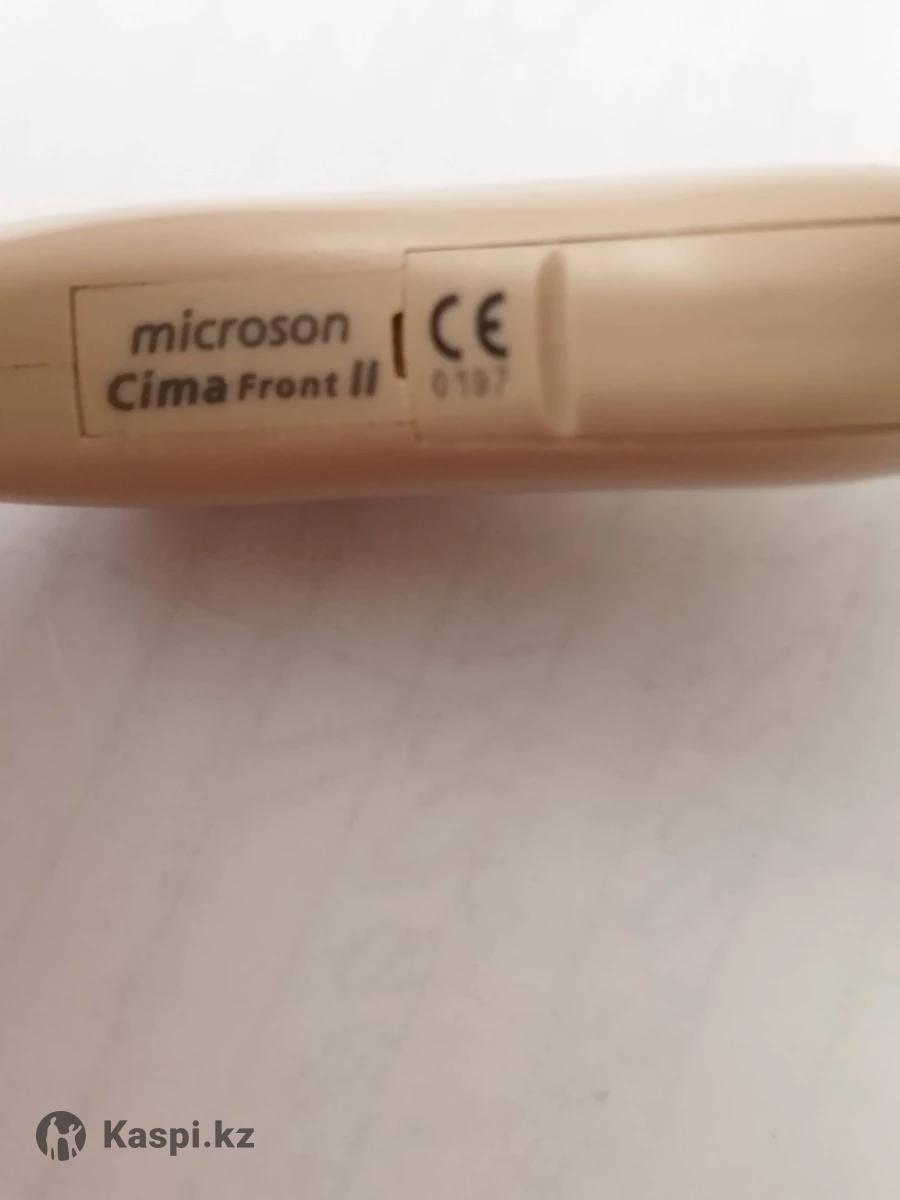 microson
Cima Front II
CE
0197
Kaspi.kz